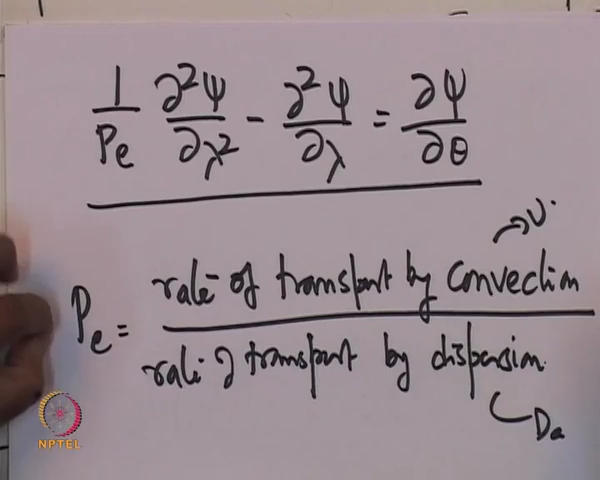 1/Pe ∂²ψ/∂λ² - ∂²ψ/∂λ = ∂ψ/∂θ
→ U.
Pe = rate of transport by Convection
rate of transport by dispersion.
Da
NPTEL